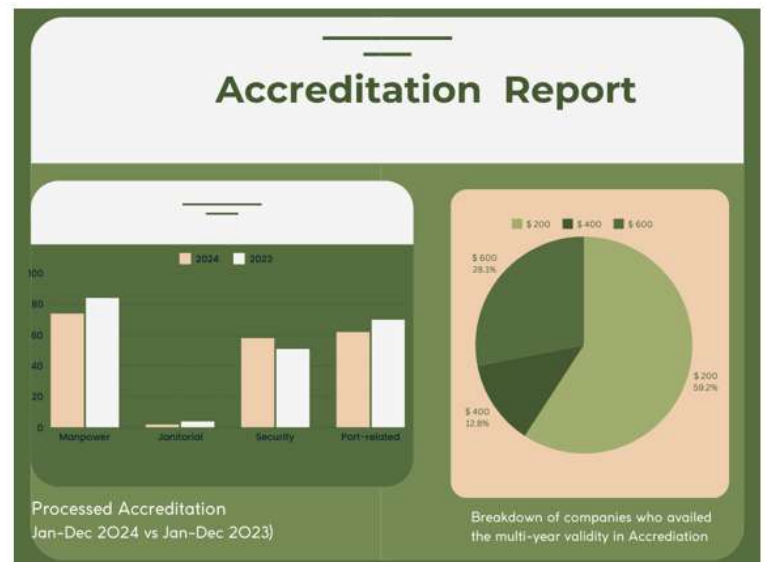 Accreditation Report
2024 2023
100
80
60
40
20
0
Manpower Janitorial Security Port-related
Processed Accreditation
Jan-Dec 2024 vs Jan-Dec 2023)
$ 200 $ 400 $ 600
$ 600
28.1%
$ 200
59.2%
$ 400
12.8%
Breakdown of companies who availed
the multi-year validity in Accrediation